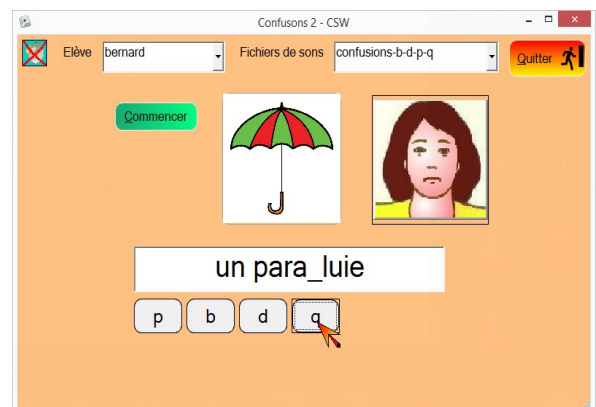 Confusons 2 - CSW
Elève bernard Fichiers de sons confusions-b-d-p-q Quitter
Commencer
un para_luie
p b d q